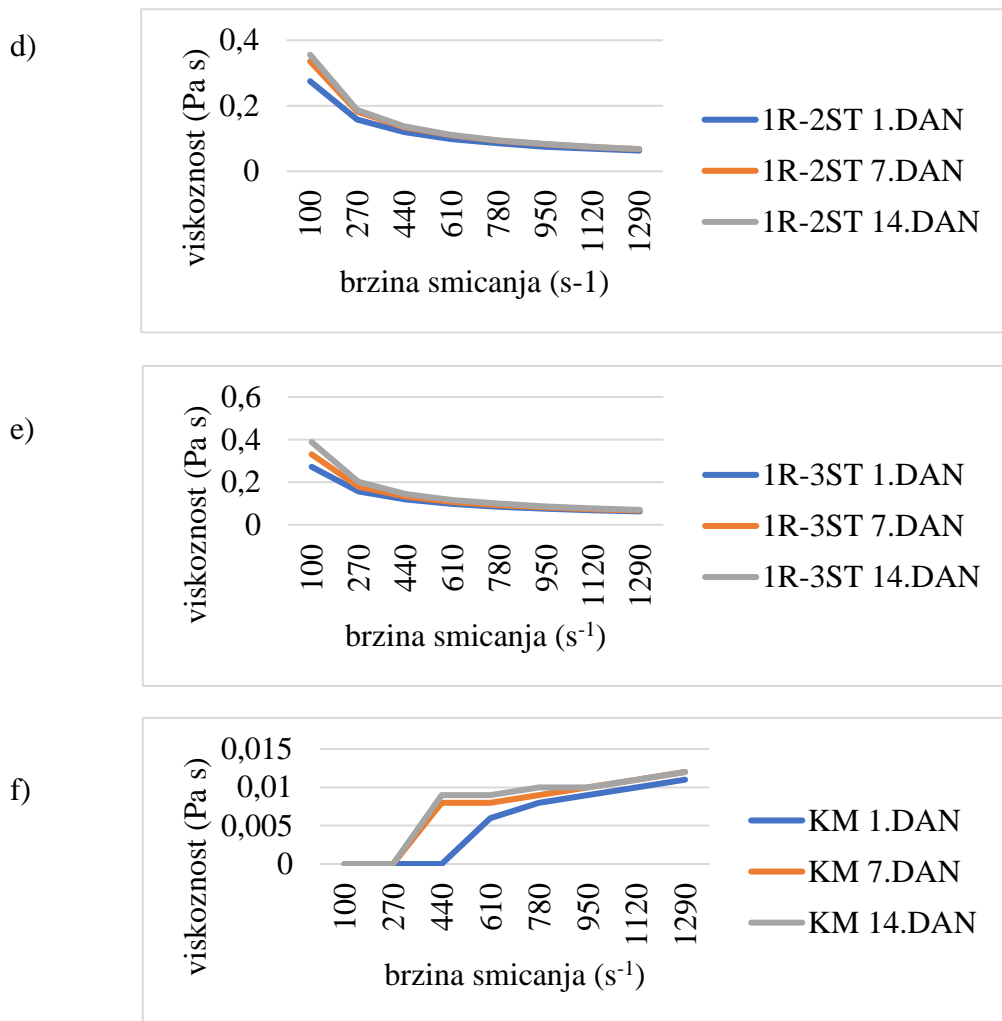 d)
viskoznost (Pa s)
0,4
0,2
0
100
270
440
610
780
950
1120
1290
brzina smicanja (s-1)
1R-2ST 1.DAN
1R-2ST 7.DAN
1R-2ST 14.DAN
e)
viskoznost (Pa s)
0,6
0,4
0,2
0
100
270
440
610
780
950
1120
1290
brzina smicanja (s-1)
1R-3ST 1.DAN
1R-3ST 7.DAN
1R-3ST 14.DAN
f)
viskoznost (Pa s)
0,015
0,01
0,005
0
100
270
440
610
780
950
1120
1290
brzina smicanja (s-1)
KM 1.DAN
KM 7.DAN
KM 14.DAN